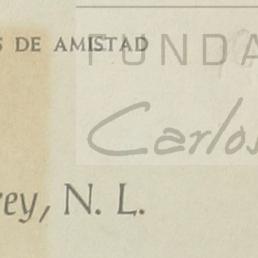 S DE AMISTAD
FUNDA
Carlos
rey, N. L.